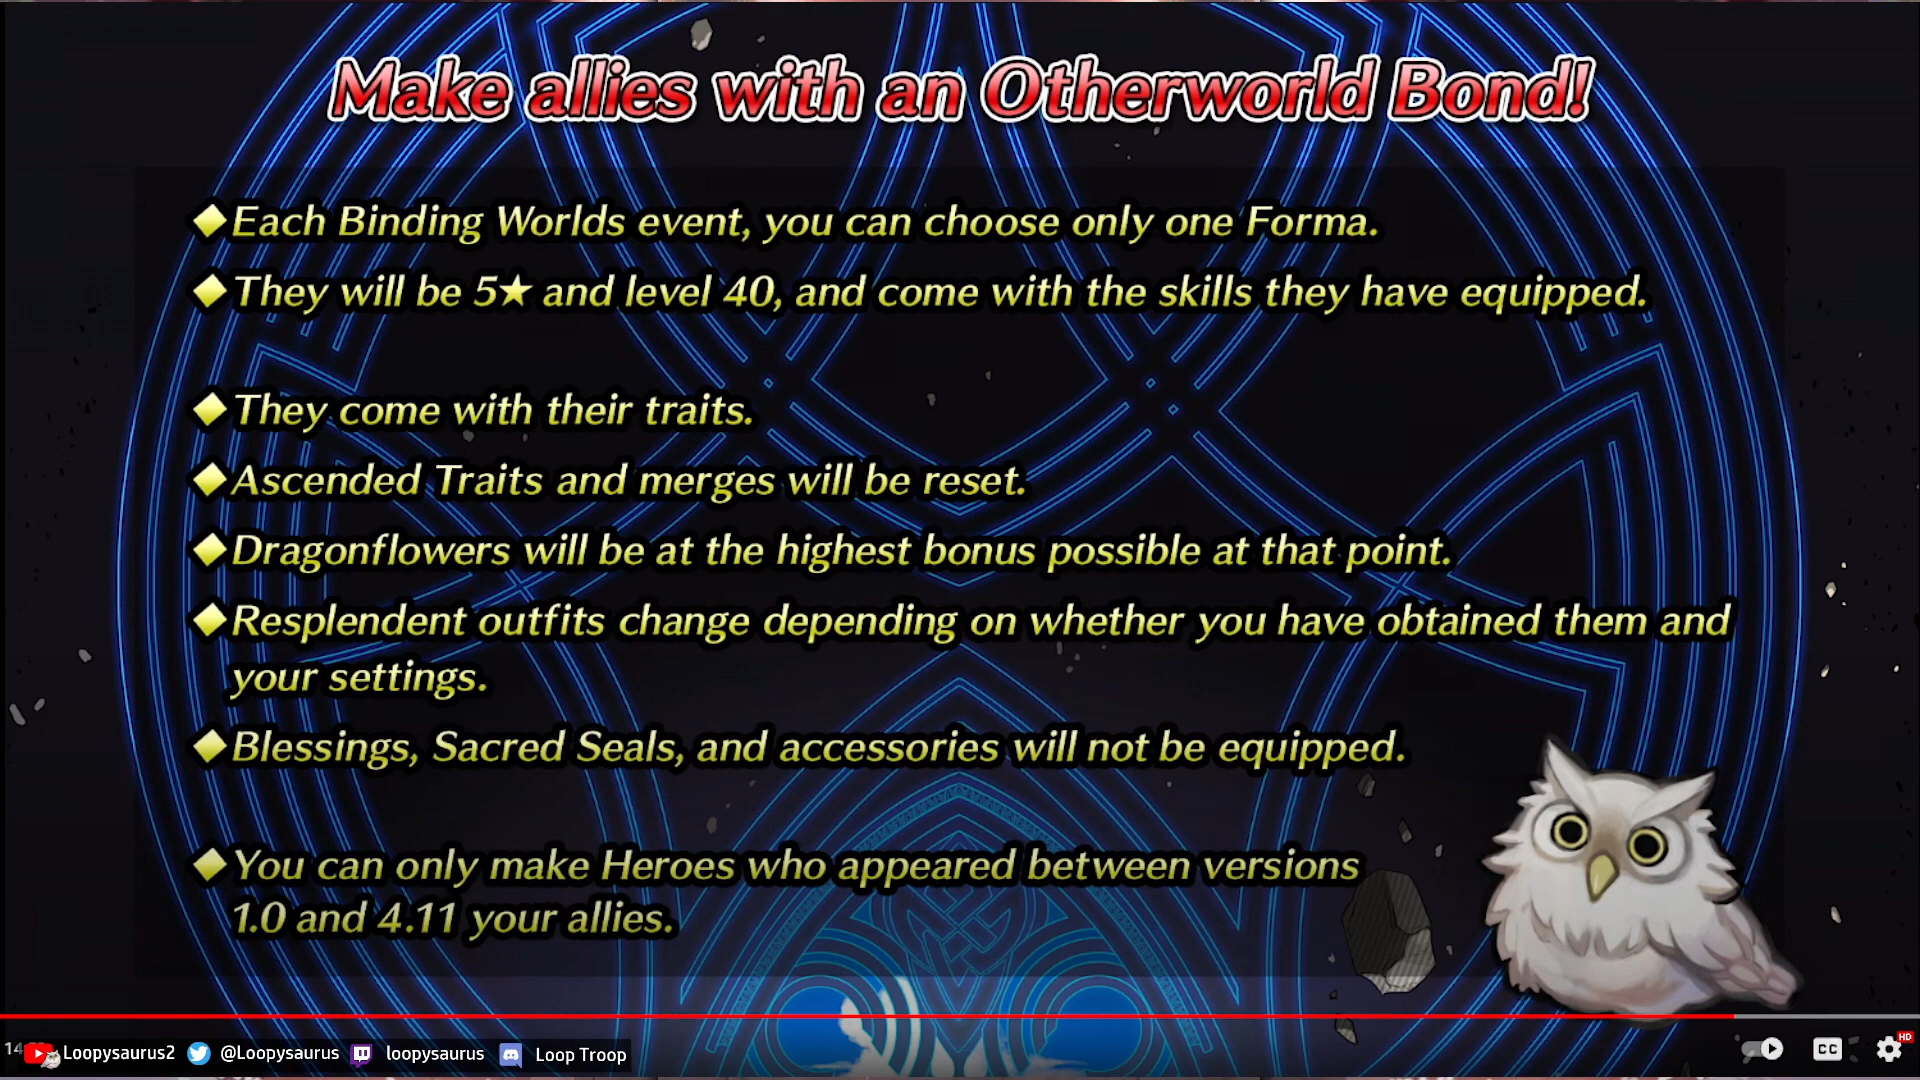 Make allies with an Otherworld Bond!
◆Each Binding Worlds event, you can choose only one Forma.
◆They will be 5★ and level 40, and come with the skills they have equipped.
◆They come with their traits.
◆Ascended Traits and merges will be reset.
◆Dragonflowers will be at the highest bonus possible at that point.
◆Resplendent outfits change depending on whether you have obtained them and
your settings.
◆Blessings, Sacred Seals, and accessories will not be equipped.
◆You can only make Heroes who appeared between versions
1.0 and 4.11 your allies.
Loopysaurus2 @Loopysaurus loopysaurus Loop Troop CC HD